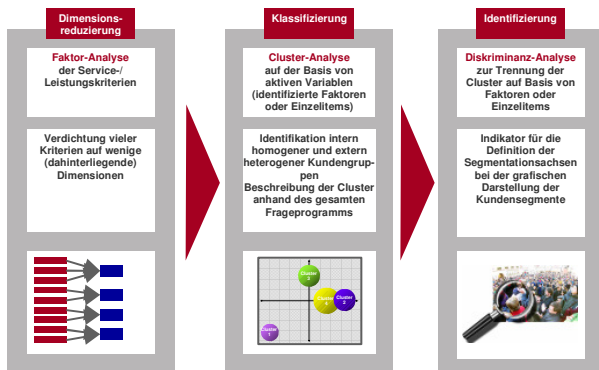 Dimensions-
reduzierung
Faktor-Analyse
der Service-/
Leistungskriterien
Verdichtung vieler
Kriterien auf wenige
(dahinterliegende)
Dimensionen
Klassifizierung
Cluster-Analyse
auf der Basis von
aktiven Variablen
(identifizierte Faktoren
oder Einzelitems)
Identifikation intern
homogener und extern
heterogener Kundengrup-
pen
Beschreibung der Cluster
anhand des gesamten
Frageprogramms
Cluster
Cluster
Cluster
2
Cluster
1
Identifizierung
Diskriminanz-Analyse
zur Trennung der
Cluster auf Basis von
Faktoren oder
Einzelitems
Indikator für die
Definition der
Segmentationsachsen
bei der grafischen
Darstellung der
Kundensegmente